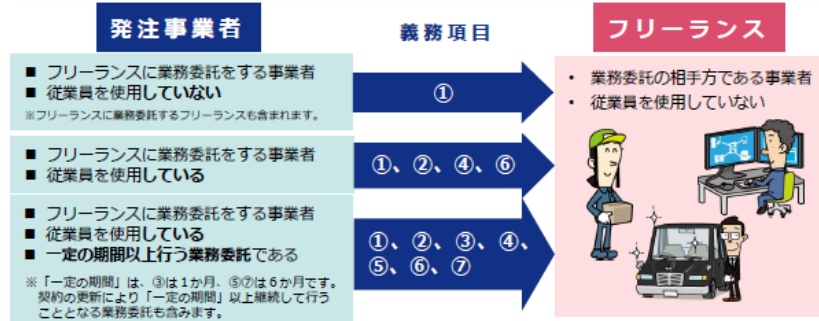 発注事業者
義務項目
フリーランス
■ フリーランスに業務委託をする事業者
■ 従業員を使用していない
※フリーランスに業務委託するフリーランスも含まれます。
①
■ フリーランスに業務委託をする事業者
■ 従業員を使用している
①、②、④、⑥
■ フリーランスに業務委託をする事業者
■ 従業員を使用している
■ 一定の期間以上行う業務委託である
※「一定の期間」は、③は1か月、⑤⑦は6か月です。
契約の更新により「一定の期間」以上継続して行う
こととなる業務委託も含みます。
①、②、③、④、
⑤、⑥、⑦
• 業務委託の相手方である事業者
• 従業員を使用していない